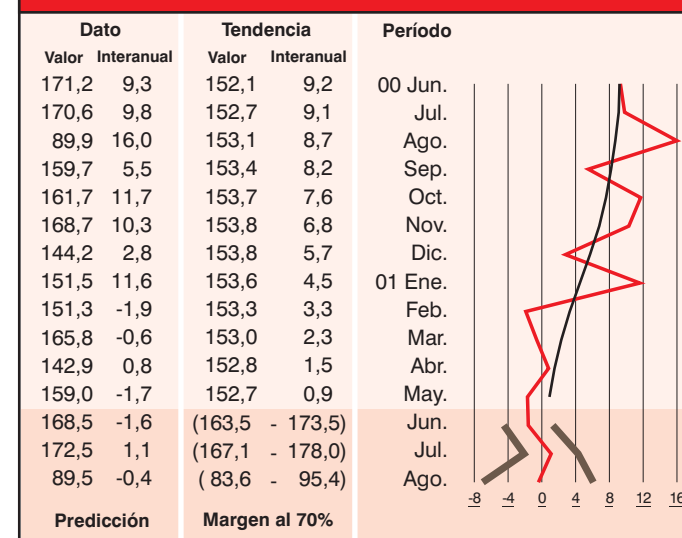 Dato Tendencia Período
Valor Interanual Valor Interanual
171,2 9,3 152,1 9,2 00 Jun.
170,6 9,8 152,7 9,1 Jul.
89,9 16,0 153,1 8,7 Ago.
159,7 5,5 153,4 8,2 Sep.
161,7 11,7 153,7 7,6 Oct.
168,7 10,3 153,8 6,8 Nov.
144,2 2,8 153,8 5,7 Dic.
151,5 11,6 153,6 4,5 01 Ene.
151,3 -1,9 153,3 3,3 Feb.
165,8 -0,6 153,0 2,3 Mar.
142,9 0,8 152,8 1,5 Abr.
159,0 -1,7 152,7 0,9 May.
168,5 -1,6 (163,5 - 173,5) Jun.
172,5 1,1 (167,1 - 178,0) Jul.
89,5 -0,4 ( 83,6 - 95,4) Ago.
-8 -4 0 4 8 12 16
Predicción Margen al 70%